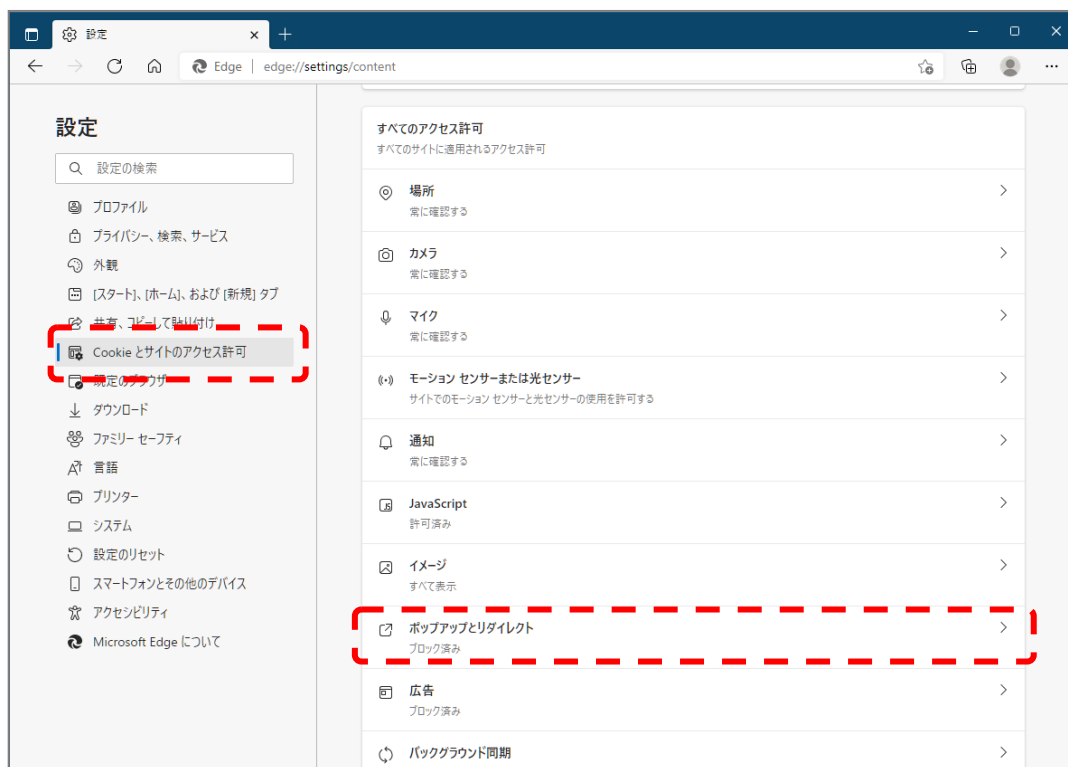 設定
Edge | edge://settings/content
設定
設定の検索
プロファイル
プライバシー、検索、サービス
外観
[スタート]、[ホーム]、および [新規] タブ
共有、コピーして貼り付け
Cookie とサイトのアクセス許可
既定のブラウザー
ダウンロード
ファミリー セーフティ
言語
プリンター
システム
設定のリセット
スマートフォンとその他のデバイス
アクセシビリティ
Microsoft Edge について
すべてのアクセス許可
すべてのサイトに適用されるアクセス許可
場所
常に確認する
カメラ
常に確認する
マイク
常に確認する
モーション センサーまたは光センサー
サイトでのモーション センサーと光センサーの使用を許可する
通知
常に確認する
JavaScript
許可済み
イメージ
すべて表示
ポップアップとリダイレクト
ブロック済み
広告
ブロック済み
バックグラウンド同期